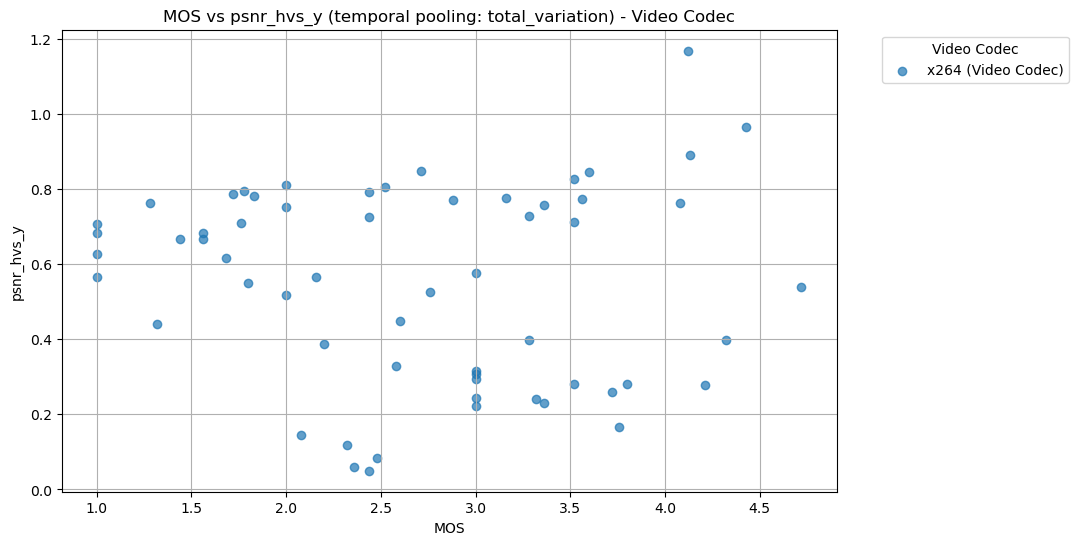 MOS vs psnr_hvs_y (temporal pooling: total_variation) - Video Codec
Video Codec
x264 (Video Codec)
psnr_hvs_y
1.2
1.0
0.8
0.6
0.4
0.2
0.0
1.0 1.5 2.0 2.5 3.0 3.5 4.0 4.5
MOS